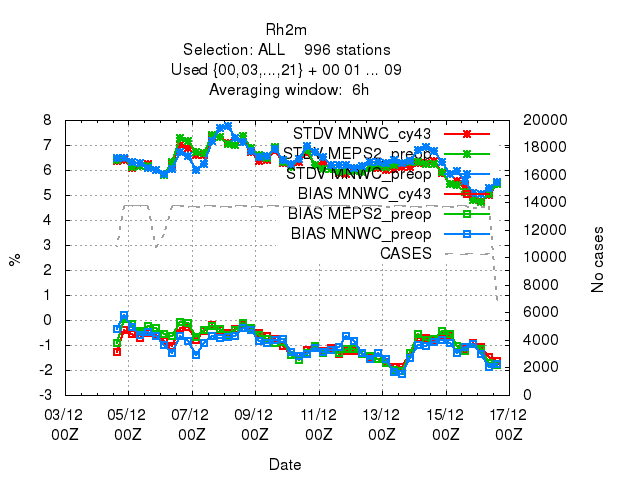 Rh2m
Selection: ALL 996 stations
Used {00,03,...,21} + 00 01 ... 09
Averaging window: 6h
8 20000
7 18000
6 16000
5 14000
4 12000
3 10000
2 8000
1 6000
0 4000
-1 2000
-2 0
-3
STDV MNWC_cy43
STDV MEPS2_preop
STDV MNWC_preop
BIAS MNWC_cy43
BIAS MEPS2_preop
BIAS MNWC_preop
CASES
%
No cases
03/12 05/12 07/12 09/12 11/12 13/12 15/12 17/12
00Z 00Z 00Z 00Z 00Z 00Z 00Z 00Z
Date